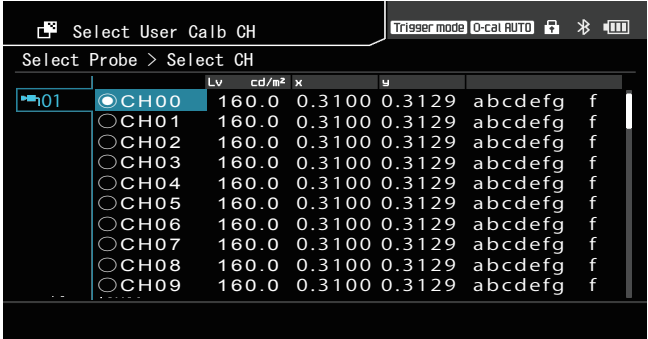 Select User Calb CH Trigger mode 0-cal AUTO
Select Probe > Select CH
Lv cd/m² x y
01 CH00 160.0 0.3100 0.3129 abcdefg f
CH01 160.0 0.3100 0.3129 abcdefg f
CH02 160.0 0.3100 0.3129 abcdefg f
CH03 160.0 0.3100 0.3129 abcdefg f
CH04 160.0 0.3100 0.3129 abcdefg f
CH05 160.0 0.3100 0.3129 abcdefg f
CH06 160.0 0.3100 0.3129 abcdefg f
CH07 160.0 0.3100 0.3129 abcdefg f
CH08 160.0 0.3100 0.3129 abcdefg f
CH09 160.0 0.3100 0.3129 abcdefg f